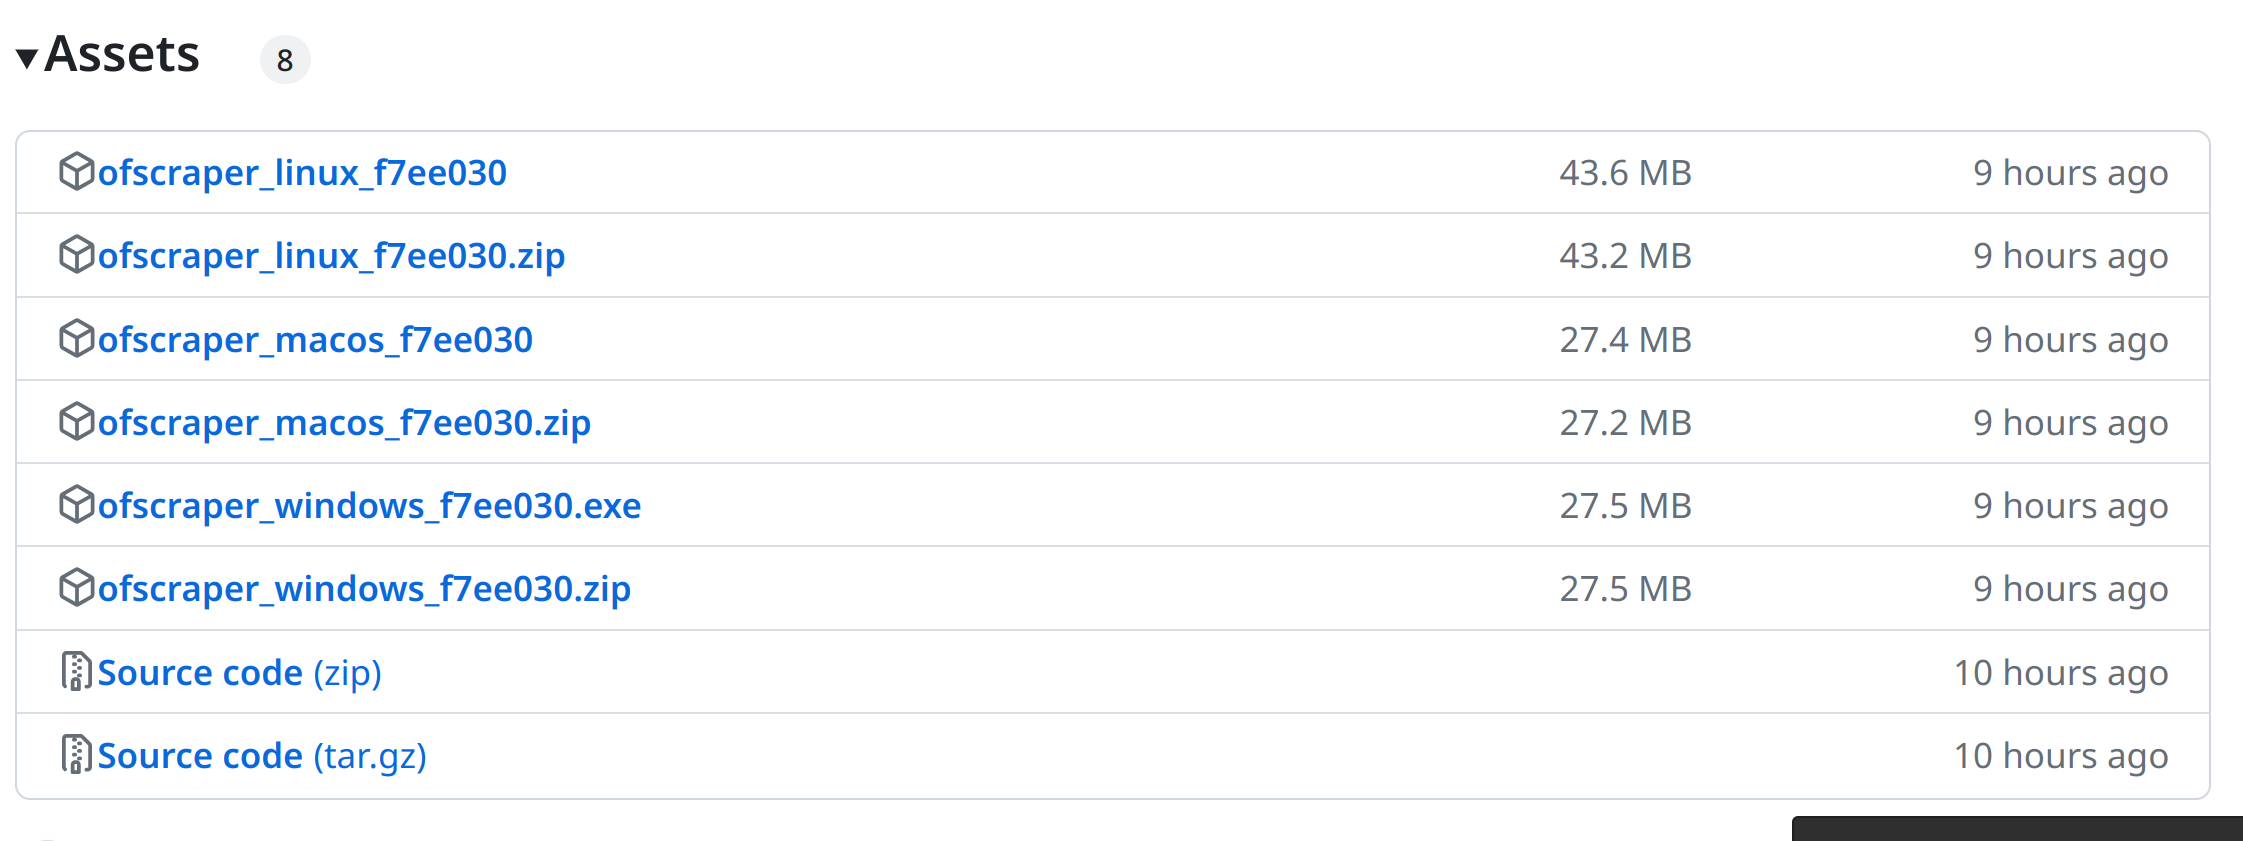 Assets 8
ofscraper_linux_f7ee030 43.6 MB 9 hours ago
ofscraper_linux_f7ee030.zip 43.2 MB 9 hours ago
ofscraper_macos_f7ee030 27.4 MB 9 hours ago
ofscraper_macos_f7ee030.zip 27.2 MB 9 hours ago
ofscraper_windows_f7ee030.exe 27.5 MB 9 hours ago
ofscraper_windows_f7ee030.zip 27.5 MB 9 hours ago
Source code (zip) 10 hours ago
Source code (tar.gz) 10 hours ago